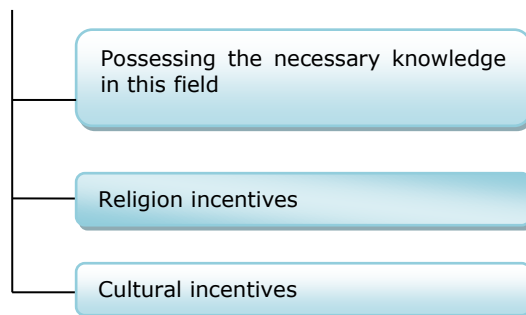 Possessing the necessary knowledge
in this field
Religion incentives
Cultural incentives